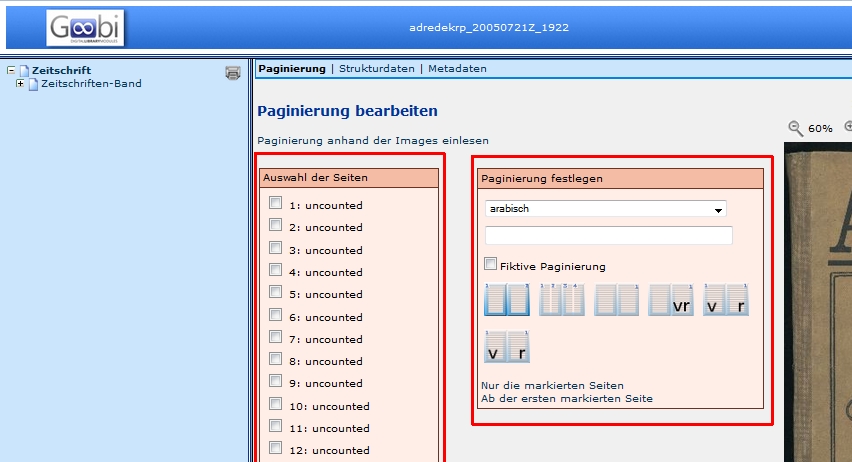 Goobi
DIGITAL LIBRARY MODULES
adredekrp_20050721Z_1922
Zeitschrift
Zeitschriften-Band
Paginierung | Strukturdaten | Metadaten
Paginierung bearbeiten
Paginierung anhand der Images einlesen
60%
Auswahl der Seiten
1: uncounted
2: uncounted
3: uncounted
4: uncounted
5: uncounted
6: uncounted
7: uncounted
8: uncounted
9: uncounted
10: uncounted
11: uncounted
12: uncounted
Paginierung festlegen
arabisch
Fiktive Paginierung
vr
v r
v r
Nur die markierten Seiten
Ab der ersten markierten Seite